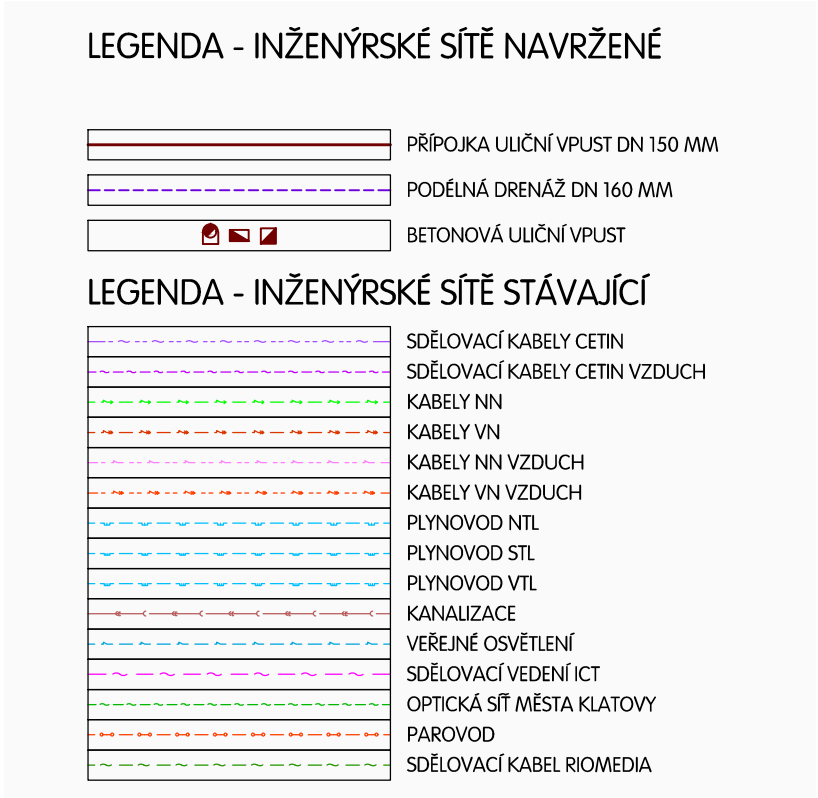 LEGENDA - INŽENÝRSKÉ SÍTĚ NAVRŽENÉ
PŘÍPOJKA ULIČNÍ VPUST DN 150 MM
PODÉLNÁ DRENÁŽ DN 160 MM
BETONOVÁ ULIČNÍ VPUST
LEGENDA - INŽENÝRSKÉ SÍTĚ STÁVAJÍCÍ
SDĚLOVACÍ KABELY CETIN
SDĚLOVACÍ KABELY CETIN VZDUCH
KABELY NN
KABELY VN
KABELY NN VZDUCH
KABELY VN VZDUCH
PLYNOVOD NTL
PLYNOVOD STL
PLYNOVOD VTL
KANALIZACE
VEŘEJNÉ OSVĚTLENÍ
SDĚLOVACÍ VEDENÍ ICT
OPTICKÁ SÍŤ MĚSTA KLATOVY
PAROVOD
SDĚLOVACÍ KABEL RIOMEDIA